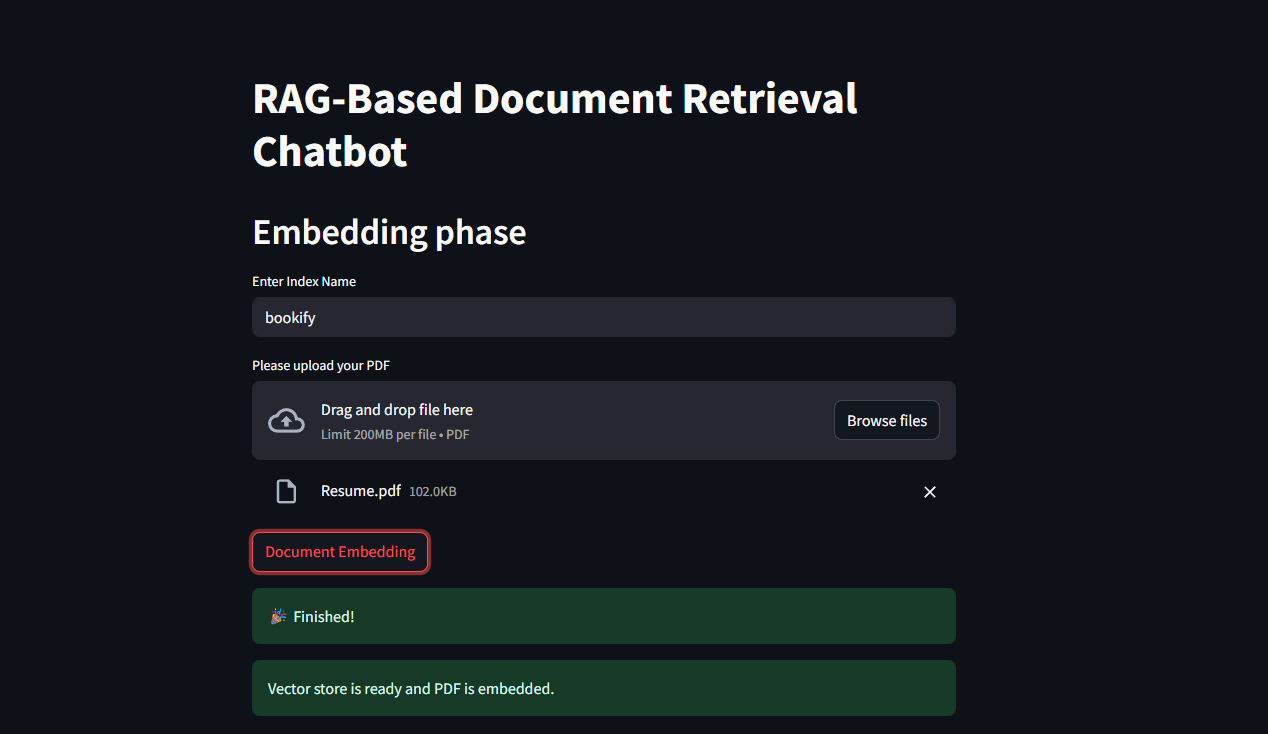 RAG-Based Document Retrieval
Chatbot
Embedding phase
Enter Index Name
bookify
Please upload your PDF
Drag and drop file here
Limit 200MB per file • PDF
Browse files
Resume.pdf 102.0KB
Document Embedding
🎉 Finished!
Vector store is ready and PDF is embedded.